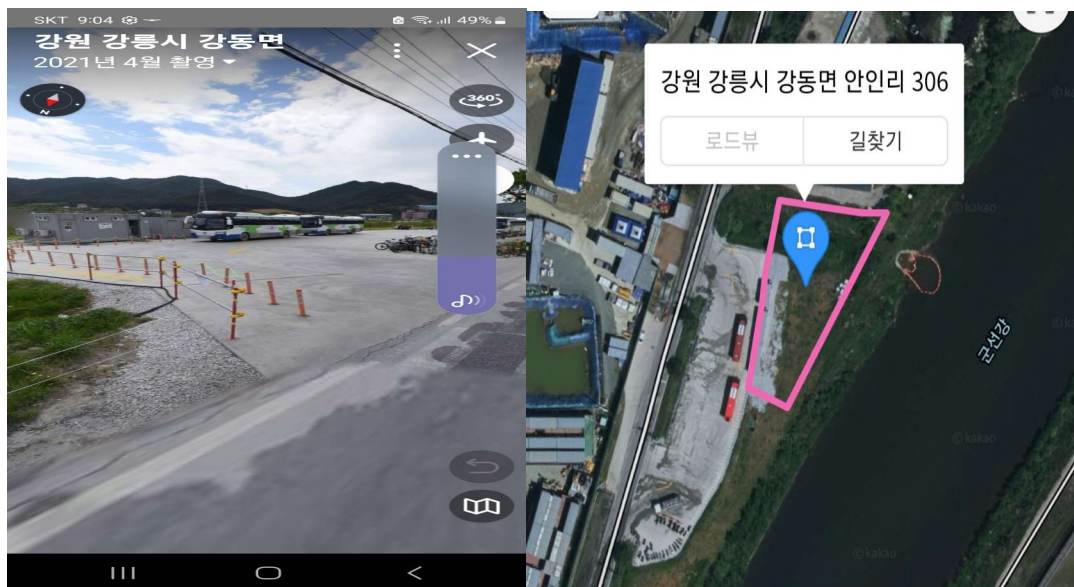 SKT 9:04
49%
강원 강릉시 강동면
2021년 4월 촬영
360°
N
강원 강릉시 강동면 안인리 306
로드뷰
길찾기
군선강
© kakao
© kakao
© kakao
© kakao